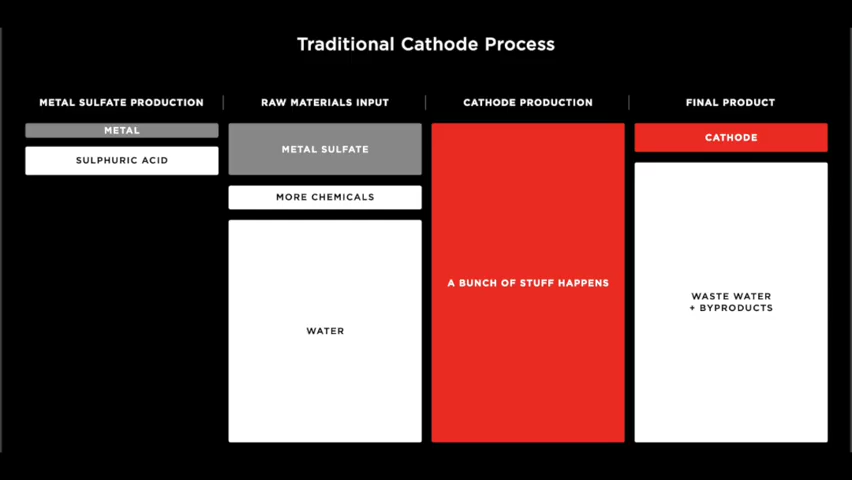 Traditional Cathode Process
METAL SULFATE PRODUCTION
RAW MATERIALS INPUT
CATHODE PRODUCTION
FINAL PRODUCT
METAL
SULPHURIC ACID
METAL SULFATE
MORE CHEMICALS
WATER
A BUNCH OF STUFF HAPPENS
CATHODE
WASTE WATER
+ BYPRODUCTS